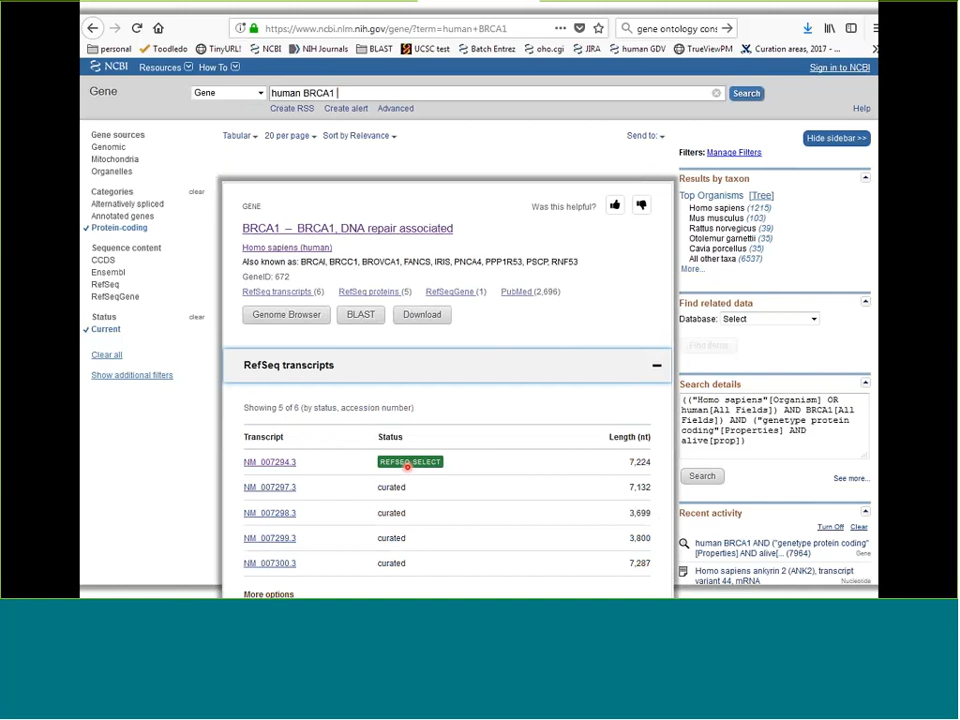 https://www.ncbi.nlm.nih.gov/gene/?term=human+BRCA1
gene ontology cons
personal Toodledo TinyURL! NCBI NIH Journals BLAST UCSC test Batch Entrez oho.cgi JIRA human GDV TrueViewPM Curation areas, 2017 -...
NCBI Resources How To Sign in to NCBI
Gene Gene human BRCA1 Search
Create RSS Create alert Advanced Help
Gene sources
Genomic
Mitochondria
Organelles
Categories clear
Alternatively spliced
Annotated genes
Protein-coding
Sequence content
CCDS
Ensembl
RefSeq
RefSeqGene
Status clear
Current
Clear all
Show additional filters
Tabular 20 per page Sort by Relevance Send to:
GENE Was this helpful?
BRCA1 – BRCA1, DNA repair associated
Homo sapiens (human)
Also known as: BRCAI, BRCC1, BROVCA1, FANCS, IRIS, PNCA4, PPP1R53, PSCP, RNF53
GeneID: 672
RefSeq transcripts (6) RefSeq proteins (5) RefSeqGene (1) PubMed (2,696)
Genome Browser BLAST Download
RefSeq transcripts
Showing 5 of 6 (by status, accession number)
Transcript Status Length (nt)
NM_007294.3 REFSEQ SELECT 7,224
NM_007297.3 curated 7,132
NM_007298.3 curated 3,699
NM_007299.3 curated 3,800
NM_007300.3 curated 7,287
More options
Hide sidebar >>
Filters: Manage Filters
Results by taxon
Top Organisms [Tree]
Homo sapiens (1215)
Mus musculus (103)
Rattus norvegicus (39)
Otolemur garnettii (35)
Cavia porcellus (35)
All other taxa (6537)
More...
Find related data
Database: Select
Find items
Search details
(("Homo sapiens"[Organism] OR
human[All Fields]) AND BRCA1[All
Fields]) AND ("genetype protein
coding"[Properties] AND
alive[prop])
Search See more...
Recent activity
Turn Off Clear
human BRCA1 AND ("genetype protein coding"
[Properties] AND alive[... (7964)
Gene
Homo sapiens ankyrin 2 (ANK2), transcript
variant 44, mRNA
Nucleotide